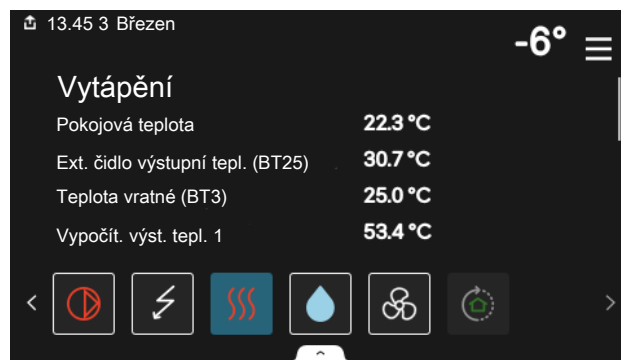 13.45 3 Březen
-6°
Vytápění
Pokojová teplota 22.3 °C
Ext. čidlo výstupní tepl. (BT25) 30.7 °C
Teplota vratné (BT3) 25.0 °C
Vypočít. výst. tepl. 1 53.4 °C